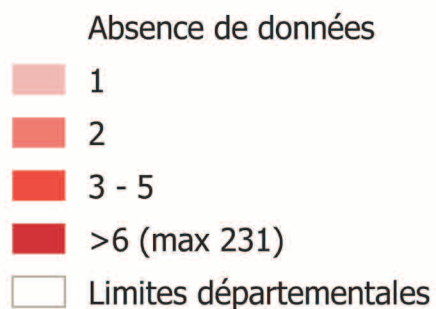 Absence de données
1
2
3 - 5
>6 (max 231)
Limites départementales